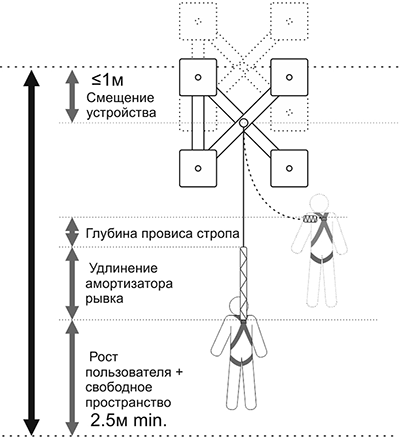 ≤1м
Смещение
устройства
Глубина провиса стропа
Удлинение
амортизатора
рывка
Рост
пользователя +
свободное
пространство
2.5м min.